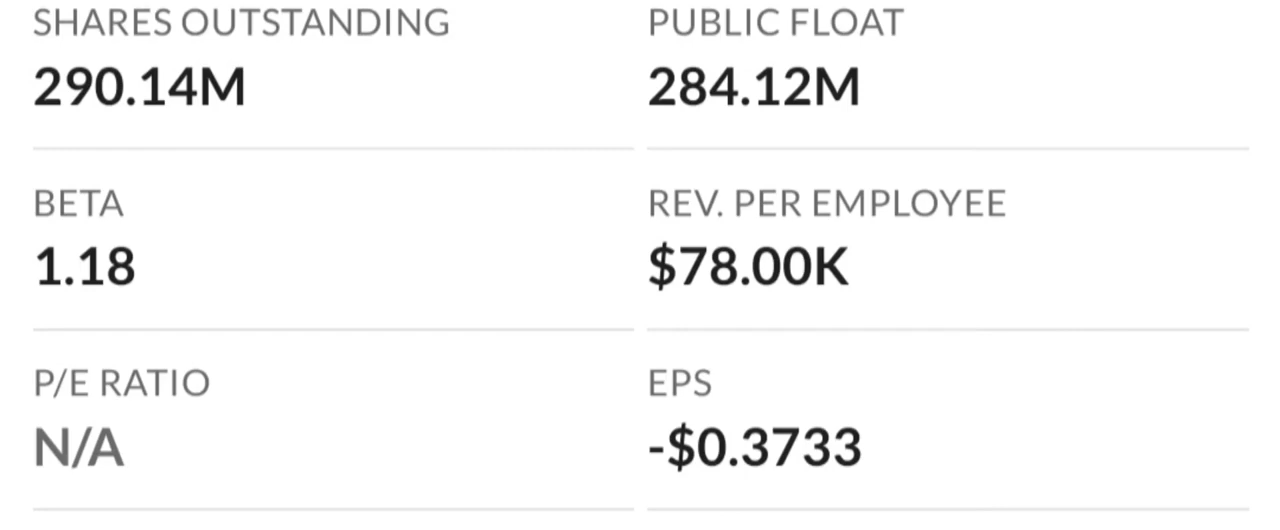 SHARES OUTSTANDING
290.14M
PUBLIC FLOAT
284.12M
BETA
1.18
REV. PER EMPLOYEE
$78.00K
P/E RATIO
N/A
EPS
-$0.3733